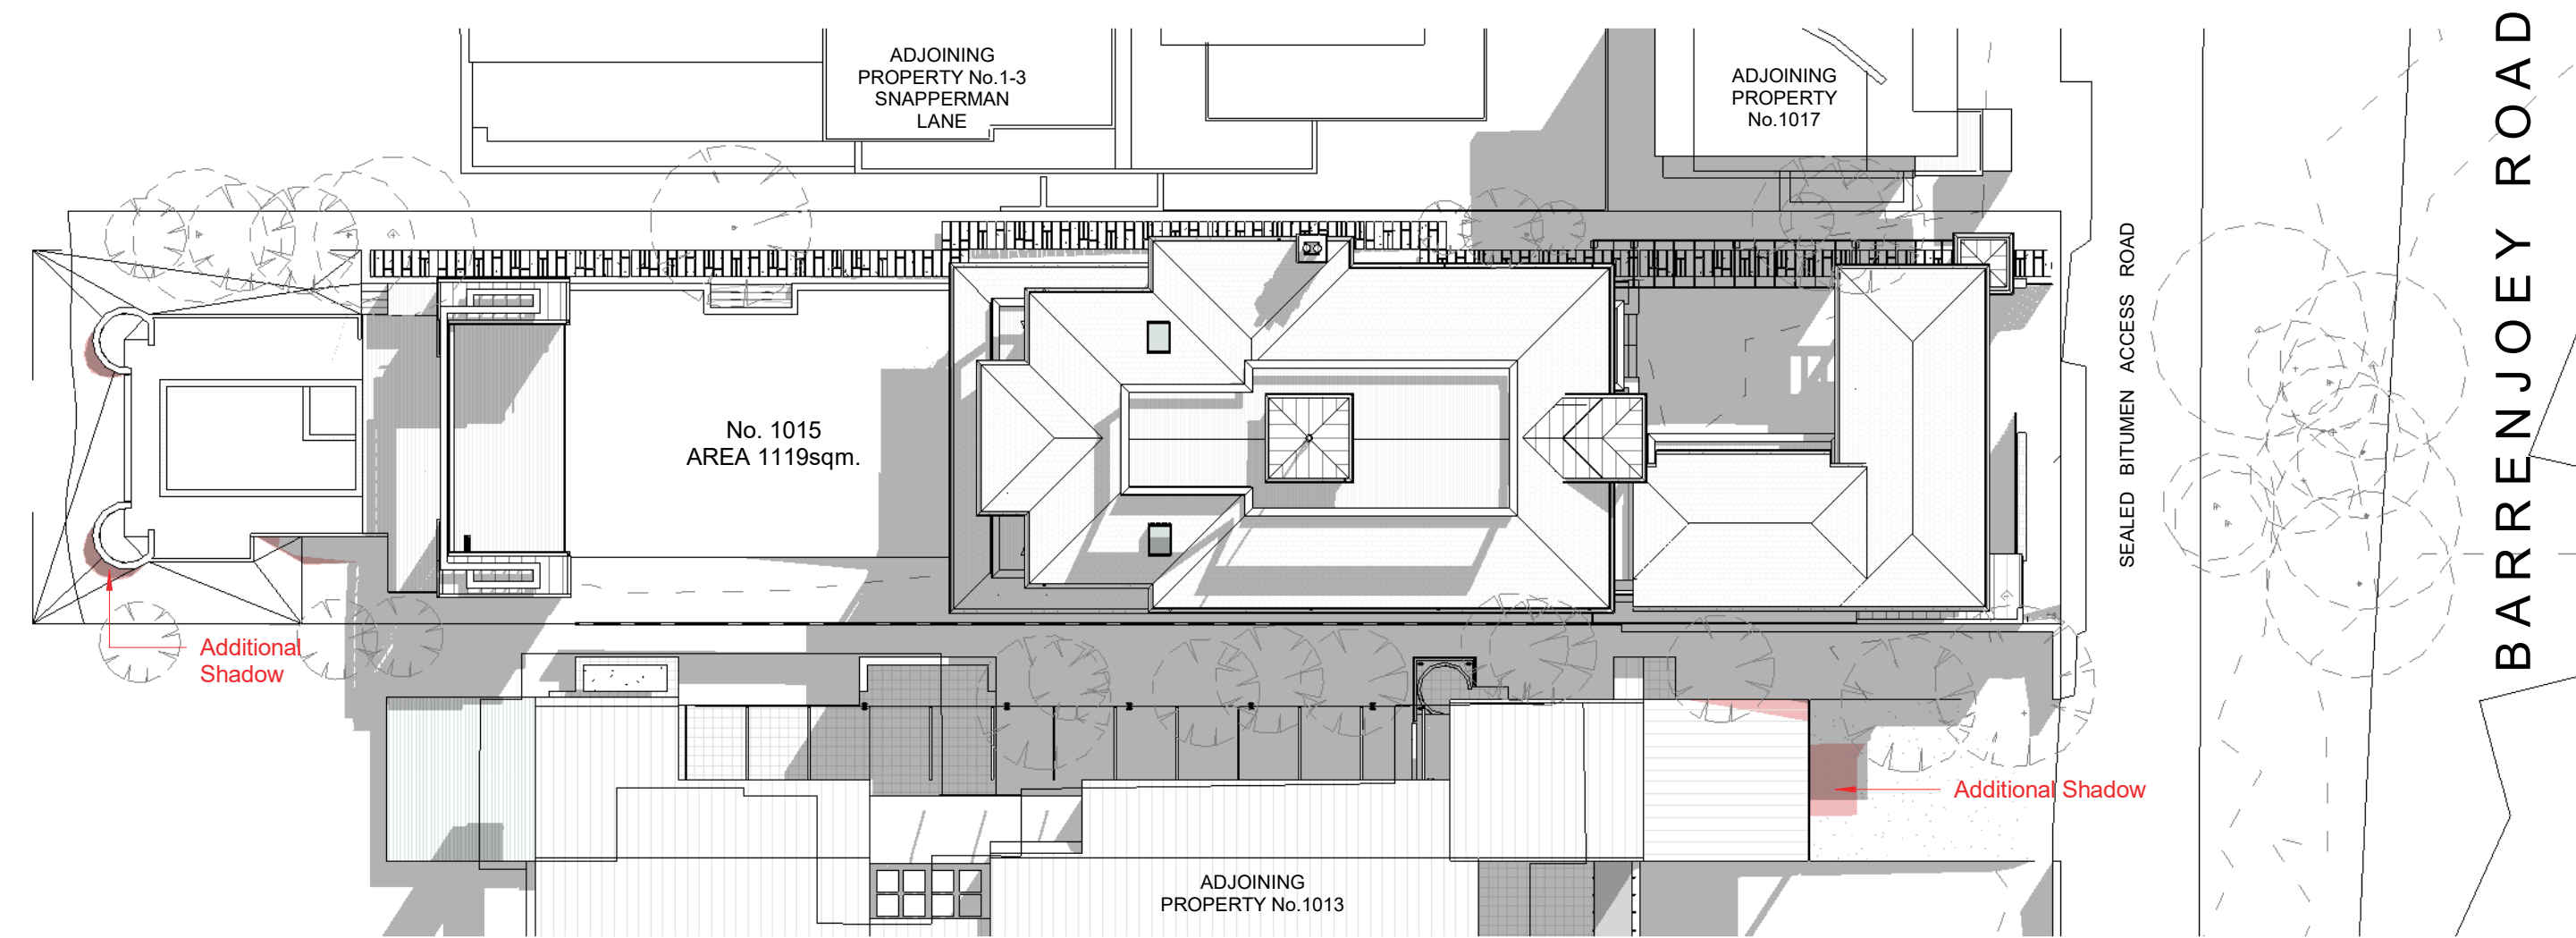 ADJOINING
PROPERTY No.1-3
SNAPPERMAN
LANE
ADJOINING
PROPERTY
No.1017
No. 1015
AREA 1119sqm.
SEALED BITUMEN ACCESS ROAD
BARRENJOEY ROAD
Additional
Shadow
Additional Shadow
ADJOINING
PROPERTY No.1013